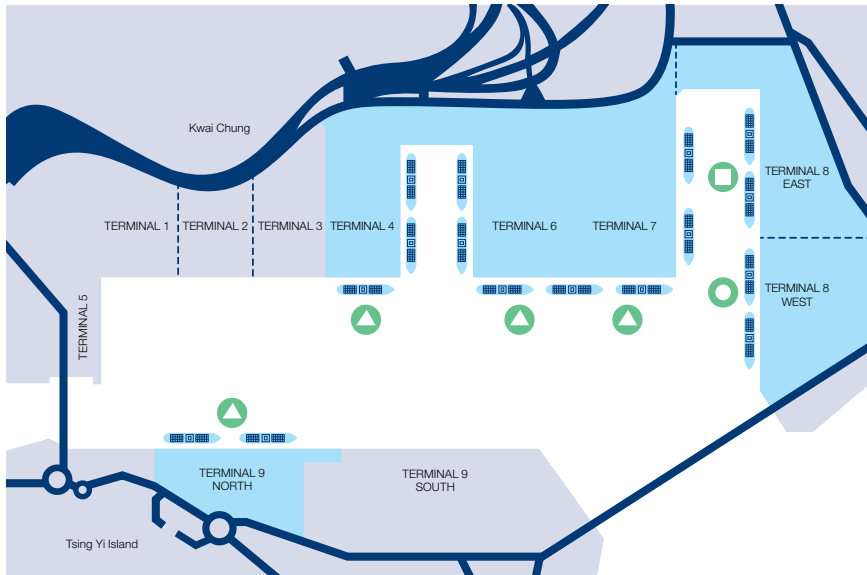 Kwai Chung
TERMINAL 8
EAST
TERMINAL 1
TERMINAL 2
TERMINAL 3
TERMINAL 4
TERMINAL 6
TERMINAL 7
TERMINAL 5
TERMINAL 8
WEST
TERMINAL 9
NORTH
TERMINAL 9
SOUTH
Tsing Yi Island